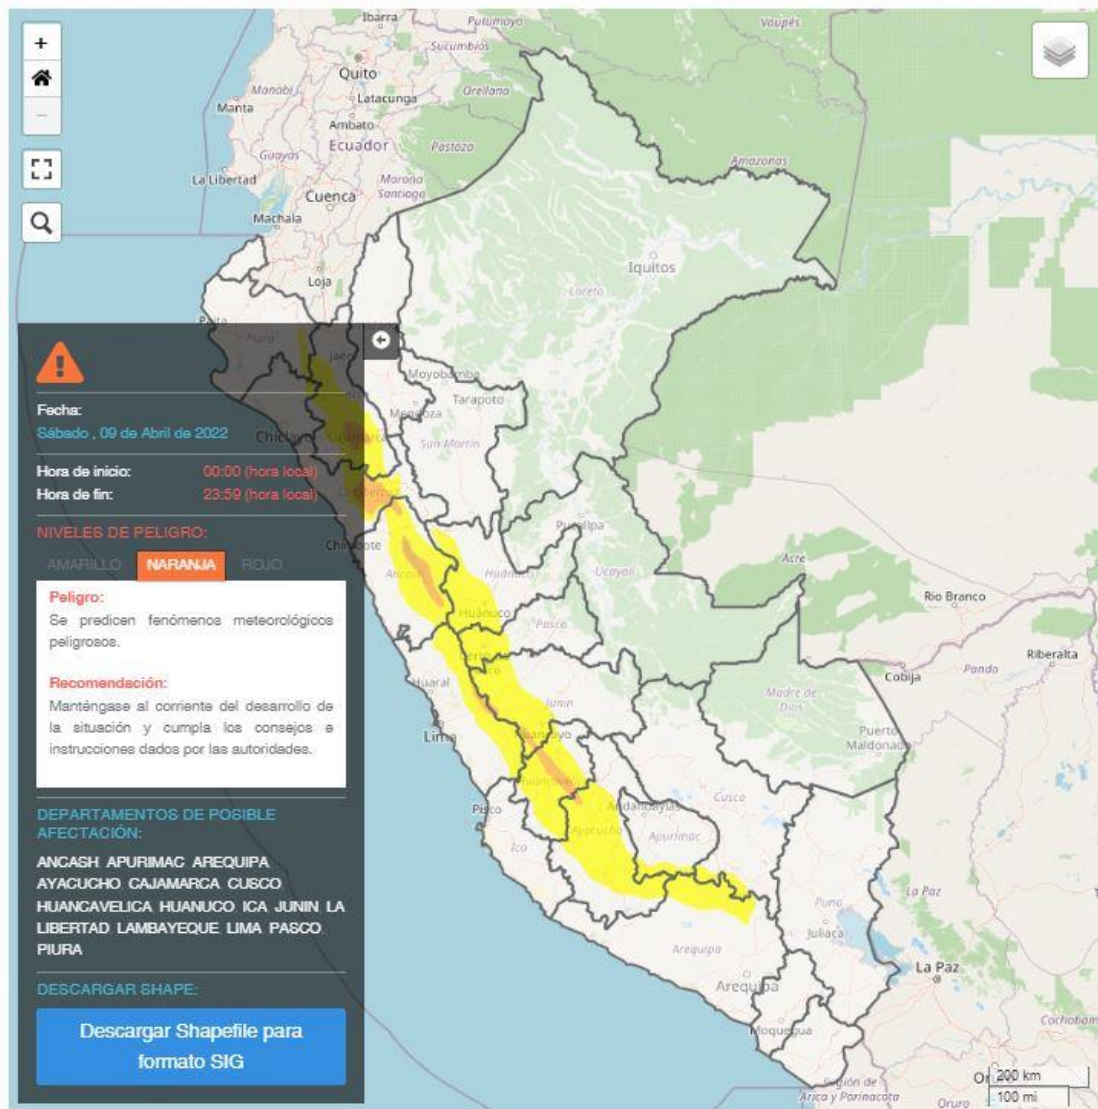 +
−
Ibarra
Putumayo
Vaupés
Sucumbíos
Quito
Orellana
Manabí
Manta
Latacunga
Ambato
Ecuador
Pastaza
Guayas
Amazonas
La Libertad
Morona
Santiago
Cuenca
Machala
Iquitos
Loja
Loreto
Paita
Piura
Jaén
Moyobamba
Tarapoto
Mendoza
San Martín
Cajamarca
Chimbote
Ancash
Huánuco
Huánuco
Pucallpa
Ucayali
Acre
Pasco
Rio Branco
Riberalta
Pando
Cobija
Huaral
Junín
Lima
Huancayo
Madre de
Dios
Puerto
Maldonado
Pisco
Andahuaylas
Cusco
Ica
Ayacucho
Apurímac
La Paz
Puno
Juliaca
Arequipa
La Paz
Arequipa
Moquegua
Región de
Arica y Parinacota
Oruro
200 km
100 mi
Fecha:
Sábado , 09 de Abril de 2022
Hora de inicio: 00:00 (hora local)
Hora de fin: 23:59 (hora local)
NIVELES DE PELIGRO:
AMARILLO NARANJA ROJO
Peligro:
Se predicen fenómenos meteorológicos
peligrosos.
Recomendación:
Manténgase al corriente del desarrollo de
la situación y cumpla los consejos e
instrucciones dados por las autoridades.
DEPARTAMENTOS DE POSIBLE
AFECTACIÓN:
ANCASH APURIMAC AREQUIPA
AYACUCHO CAJAMARCA CUSCO
HUANCAVELICA HUANUCO ICA JUNIN LA
LIBERTAD LAMBAYEQUE LIMA PASCO
PIURA
DESCARGAR SHAPE:
Descargar Shapefile para
formato SIG